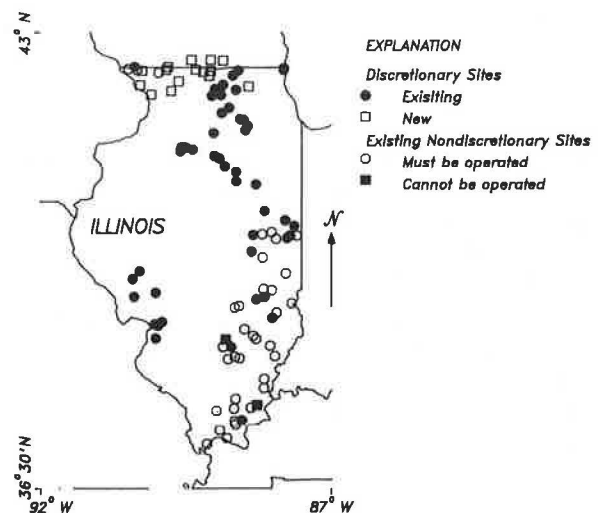 43° N
EXPLANATION
Discretionary Sites
Exisiting
New
Existing Nondiscretionary Sites
Must be operated
Cannot be operated
ILLINOIS
N
36° 30' N
92° W
87° W